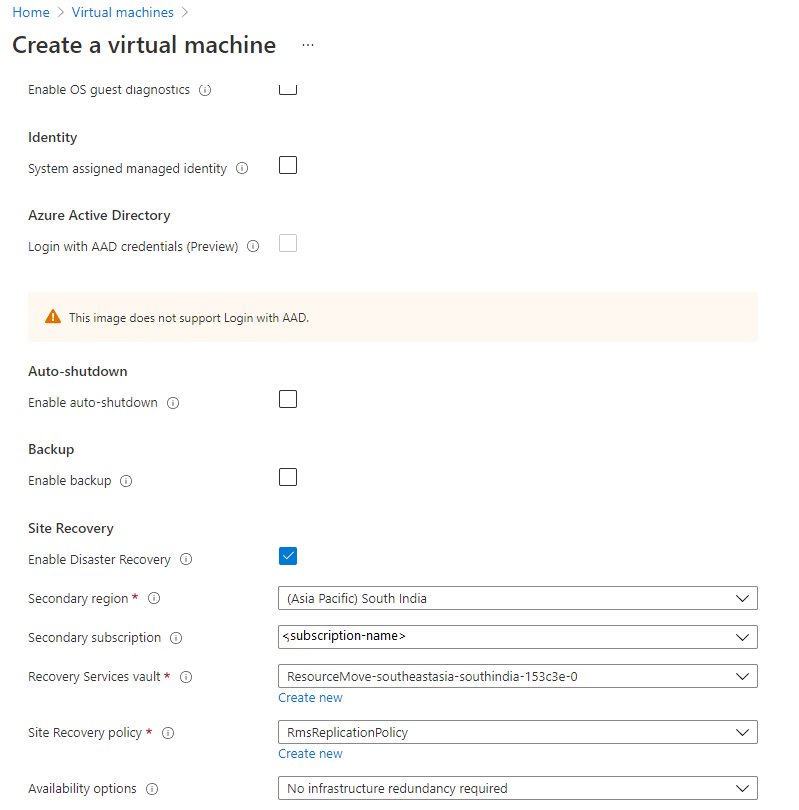 Home > Virtual machines >
Create a virtual machine ...
Enable OS guest diagnostics
Identity
System assigned managed identity
Azure Active Directory
Login with AAD credentials (Preview)
This image does not support Login with AAD.
Auto-shutdown
Enable auto-shutdown
Backup
Enable backup
Site Recovery
Enable Disaster Recovery
Secondary region * (Asia Pacific) South India
Secondary subscription <subscription-name>
Recovery Services vault * ResourceMove-southeastasia-southindia-153c3e-0
Create new
Site Recovery policy * RmsReplicationPolicy
Create new
Availability options No infrastructure redundancy required